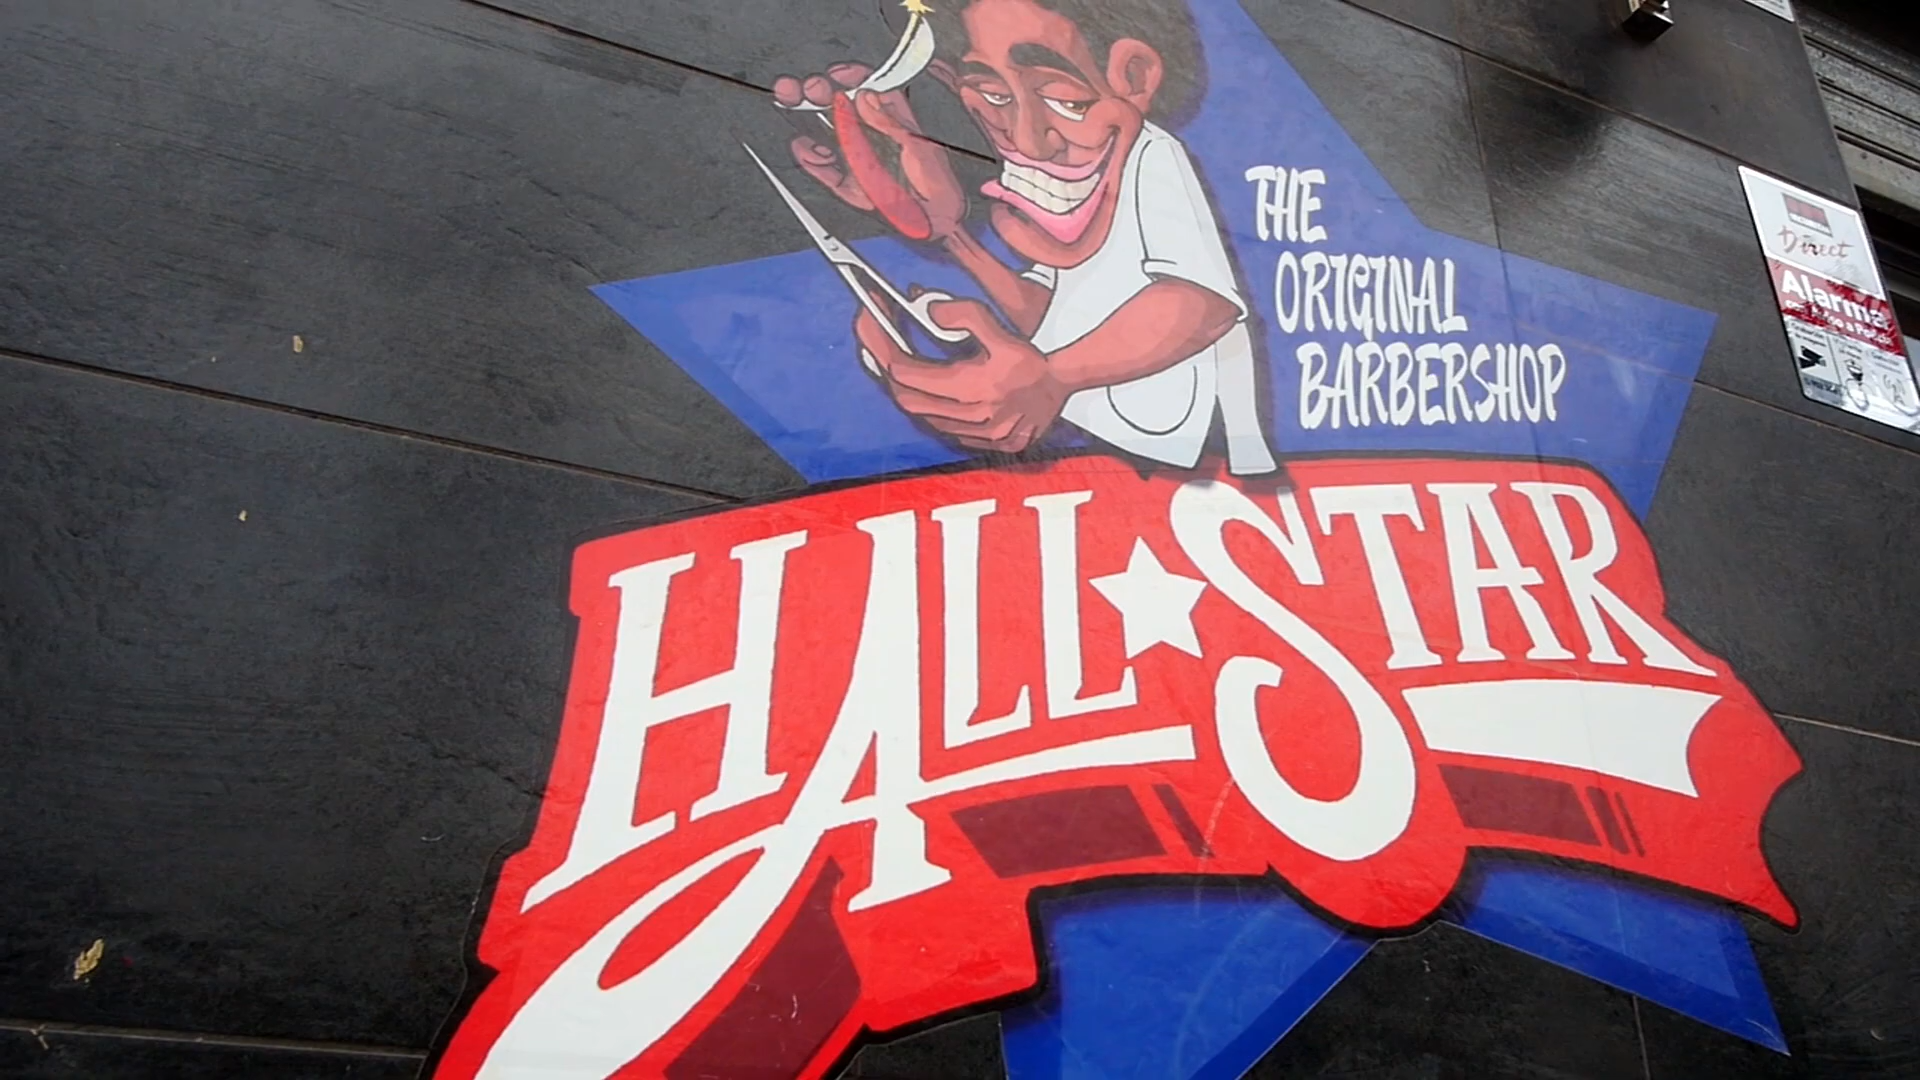 THE
ORIGINAL
BARBERSHOP
HALL★STAR
Direct
Alarma